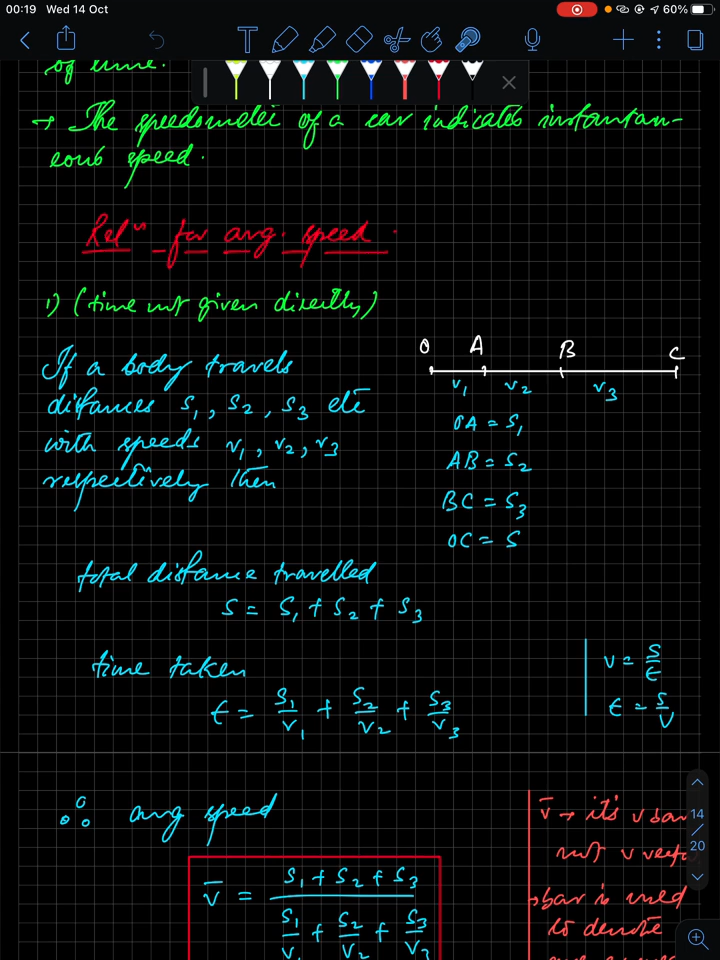 00:19 Wed 14 Oct
60%
of time.
→ The speedometer of a car indicates instantan-
eous speed.
Relⁿ for avg. speed.
1) (time not given directly)
If a body travels
distances S₁, S₂, S₃ etc
with speeds v₁, v₂, v₃
respectively then
O A B C
v₁ v₂ v₃
OA = S₁
AB = S₂
BC = S₃
OC = S
total distance travelled
S = S₁ + S₂ + S₃
time taken
t = S₁/v₁ + S₂/v₂ + S₃/v₃
v = S/t
t = S/v
∴ avg speed
v̄ = (S₁ + S₂ + S₃)/(S₁/v₁ + S₂/v₂ + S₃/v₃)
v̄ → it's v bar
not v vecto
→ bar is used
to denote
14
/
20